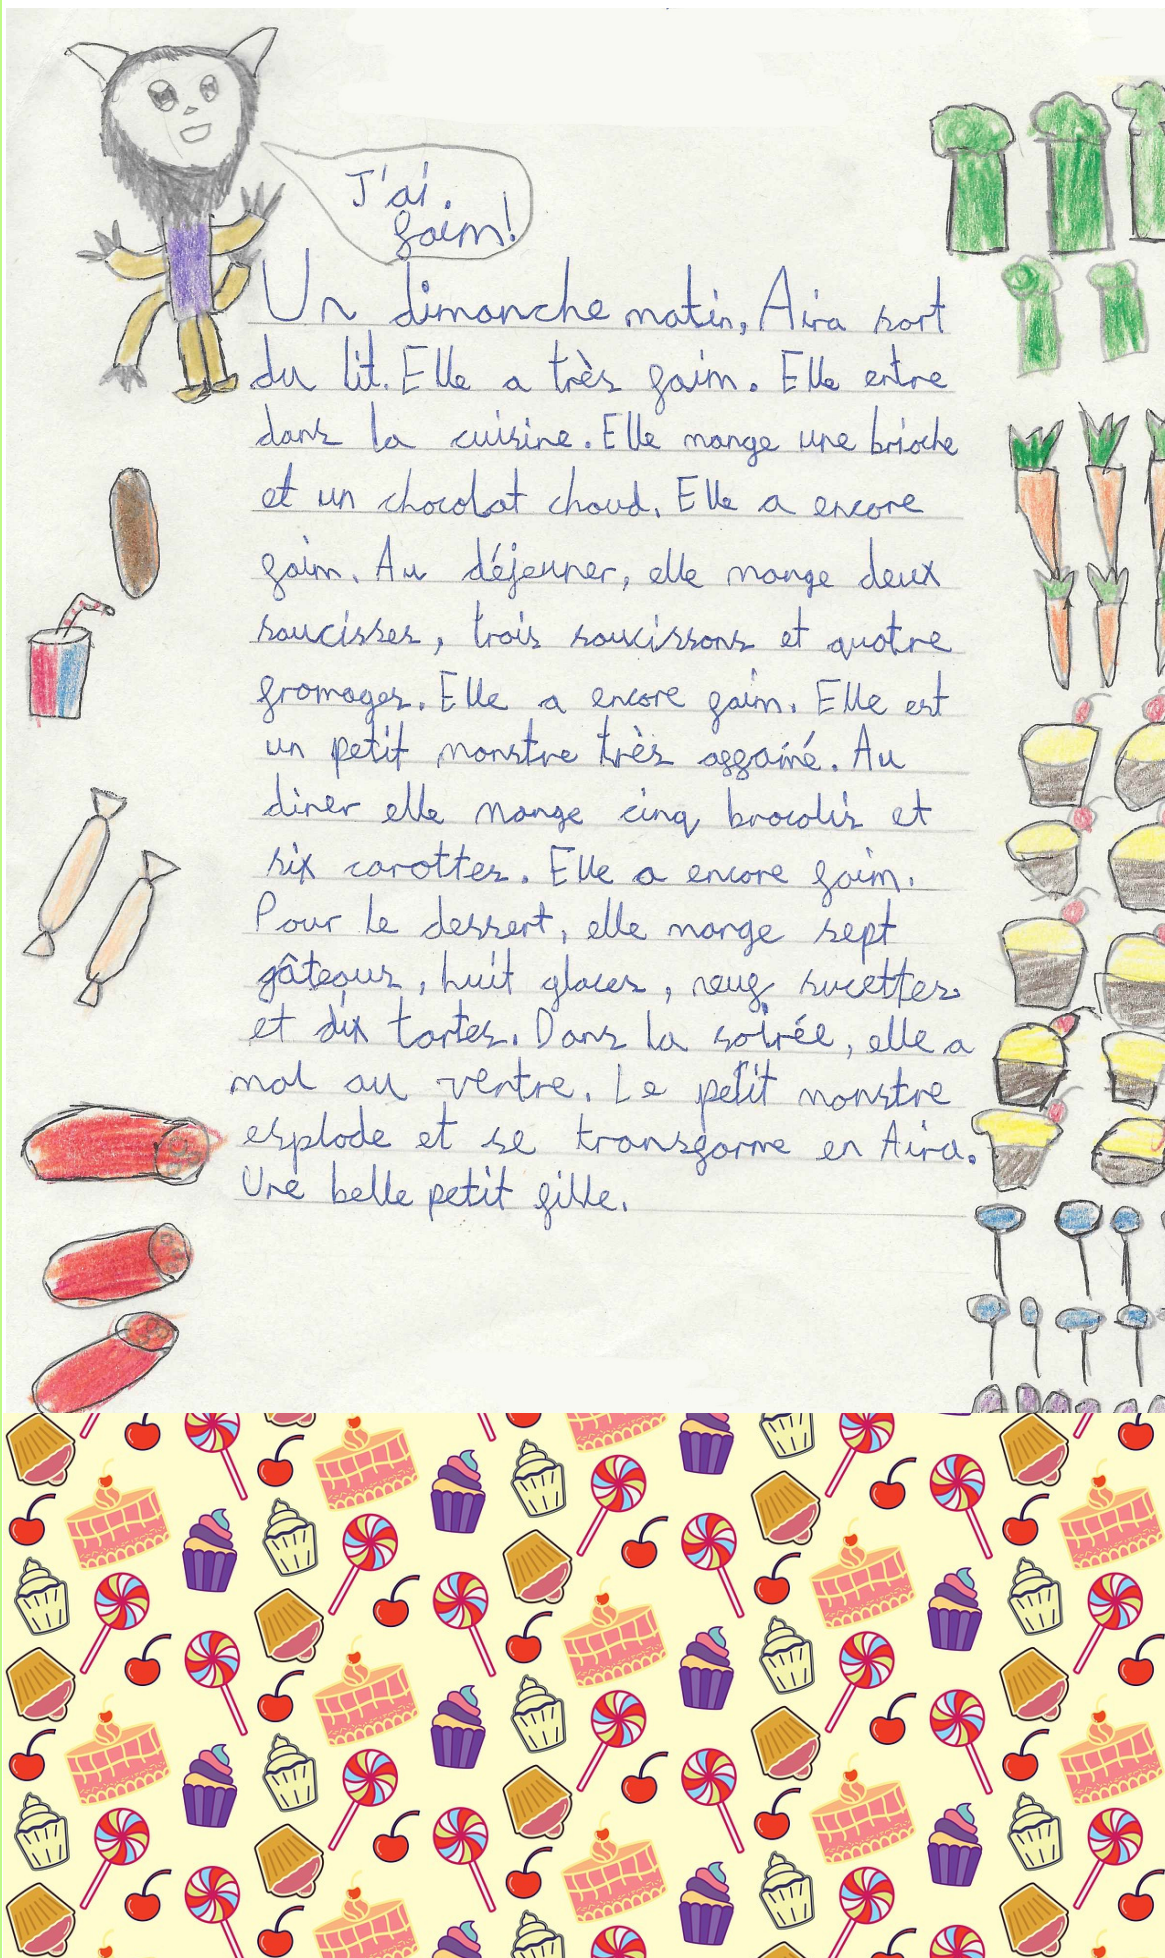 J'ai
faim!
Un dimanche matin, Aira sort
du lit. Elle a très faim. Elle entre
dans la cuisine. Elle mange une brioche
et un chocolat chaud. Elle a encore
faim. Au déjeuner, elle mange deux
saucisses, trois saucissons et quatre
fromages. Elle a encore faim. Elle est
un petit monstre très affaimé. Au
diner elle mange cinq brocolis et
six carottes. Elle a encore faim.
Pour le dessert, elle mange sept
gâteaus, huit glaces, neuf sucettes
et dix tartes. Dans la soirée, elle a
mal au ventre. Le petit monstre
esplode et se transforme en Aira.
Une belle petit fille.